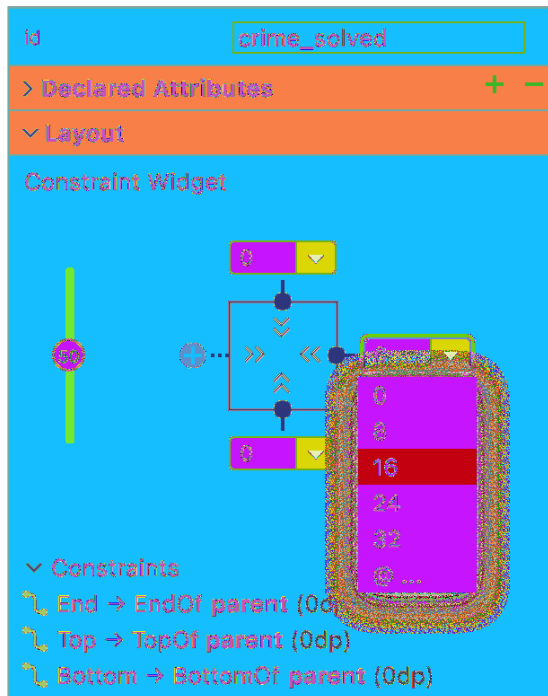 id crime_solved
> Declared Attributes + −
Layout
Constraint Widget
0
50
0
0
8
16
24
32
@ ...
Constraints
End → EndOf parent (0dp)
Top → TopOf parent (0dp)
Bottom → BottomOf parent (0dp)